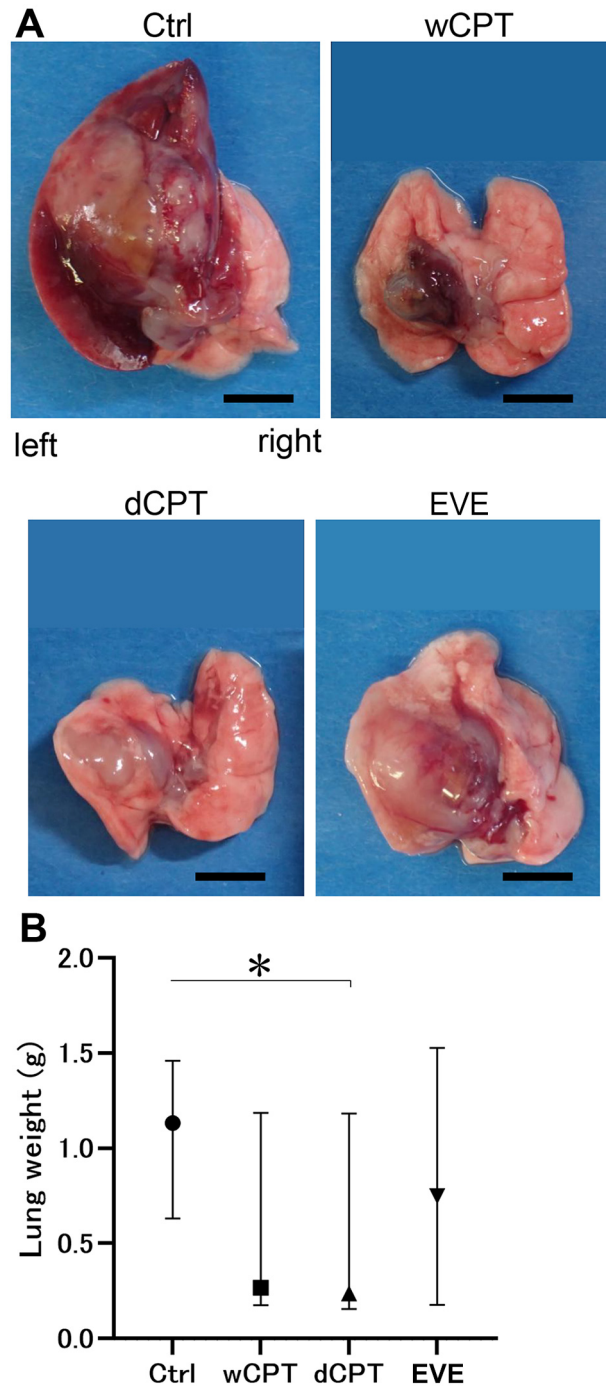 A
Ctrl wCPT
left right
dCPT EVE
B
*
2.0
1.5
1.0
0.5
0.0
Lung weight (g)
Ctrl wCPT dCPT EVE